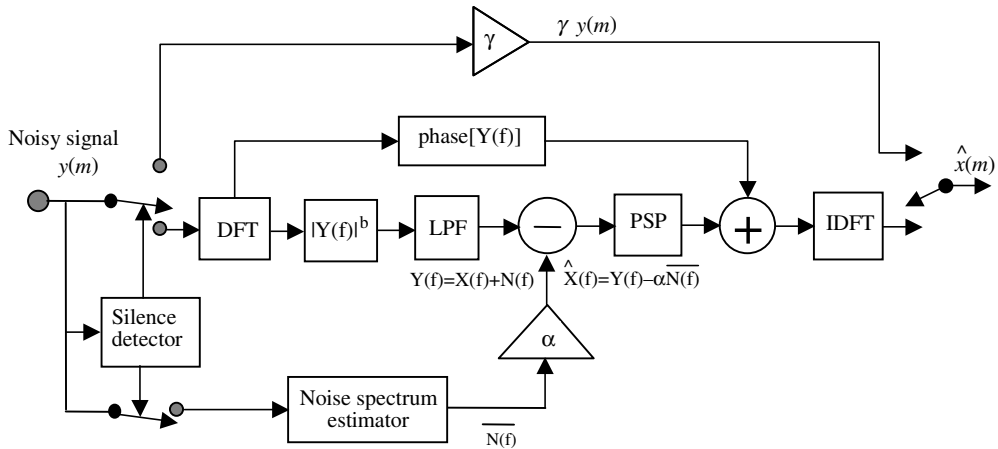 γ
γ y(m)
Noisy signal
y(m)
phase[Y(f)]
x̂(m)
DFT
|Y(f)|ᵇ
LPF
−
PSP
+
IDFT
Y(f)=X(f)+N(f)
X̂(f)=Y(f)−αN̅(̅f̅)̅
Silence
detector
α
Noise spectrum
estimator
N̅(̅f̅)̅